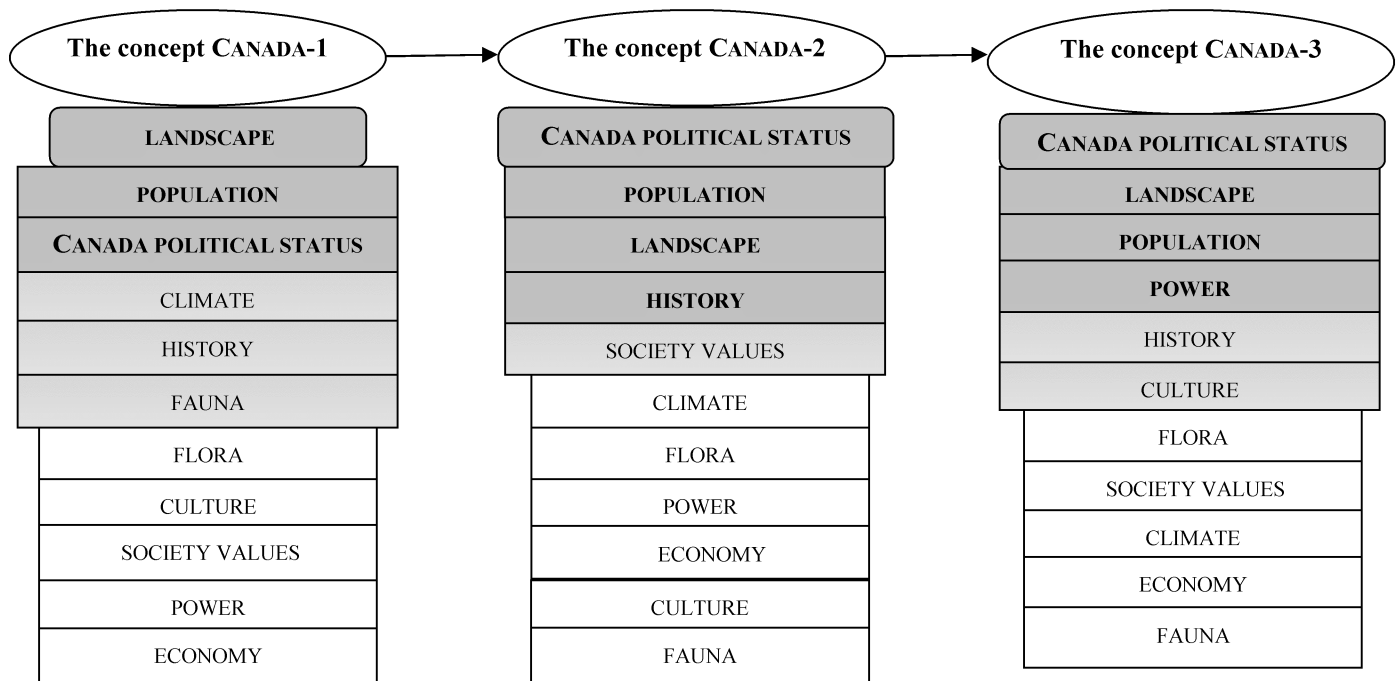 The concept CANADA-1
LANDSCAPE
POPULATION
CANADA POLITICAL STATUS
CLIMATE
HISTORY
FAUNA
FLORA
CULTURE
SOCIETY VALUES
POWER
ECONOMY
The concept CANADA-2
CANADA POLITICAL STATUS
POPULATION
LANDSCAPE
HISTORY
SOCIETY VALUES
CLIMATE
FLORA
POWER
ECONOMY
CULTURE
FAUNA
The concept CANADA-3
CANADA POLITICAL STATUS
LANDSCAPE
POPULATION
POWER
HISTORY
CULTURE
FLORA
SOCIETY VALUES
CLIMATE
ECONOMY
FAUNA